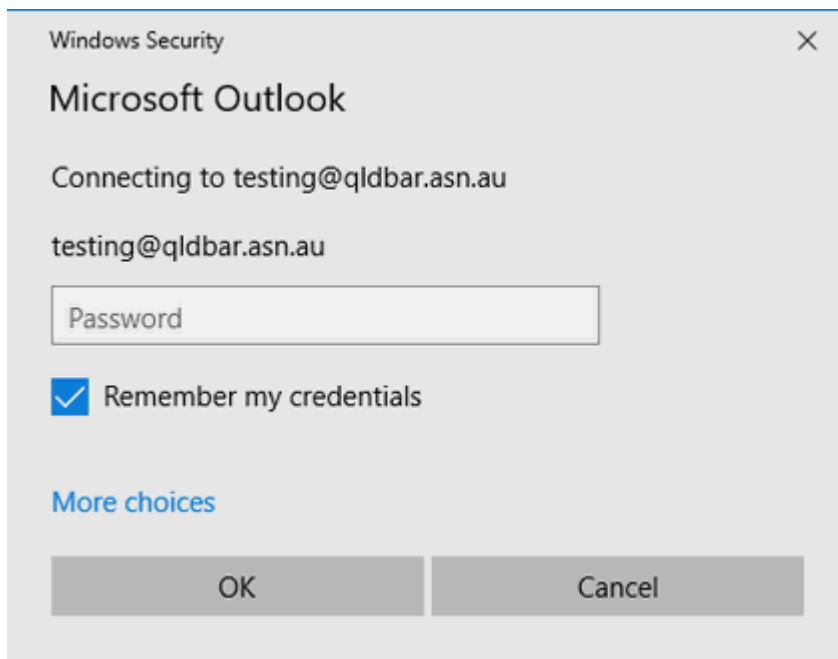 Windows Security
Microsoft Outlook
Connecting to testing@qldbar.asn.au
testing@qldbar.asn.au
Password
Remember my credentials
More choices
OK
Cancel